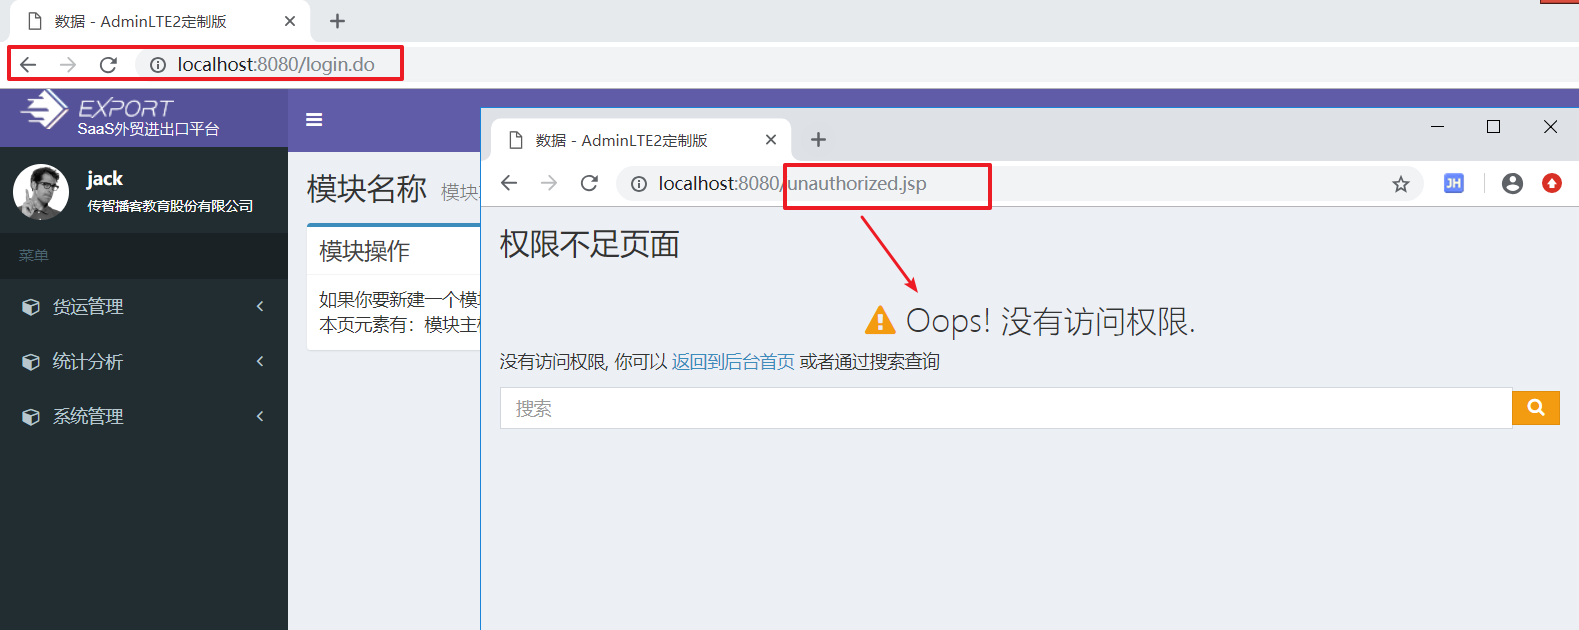 数据 - AdminLTE2定制版
localhost:8080/login.do
EXPORT
SaaS外贸进出口平台
jack
传智播客教育股份有限公司
菜单
货运管理
统计分析
系统管理
模块名称 模块
模块操作
如果你要新建一个模
本页元素有：模块主
数据 - AdminLTE2定制版
localhost:8080/unauthorized.jsp
JH
权限不足页面
Oops! 没有访问权限.
没有访问权限, 你可以 返回到后台首页 或者通过搜索查询
搜索